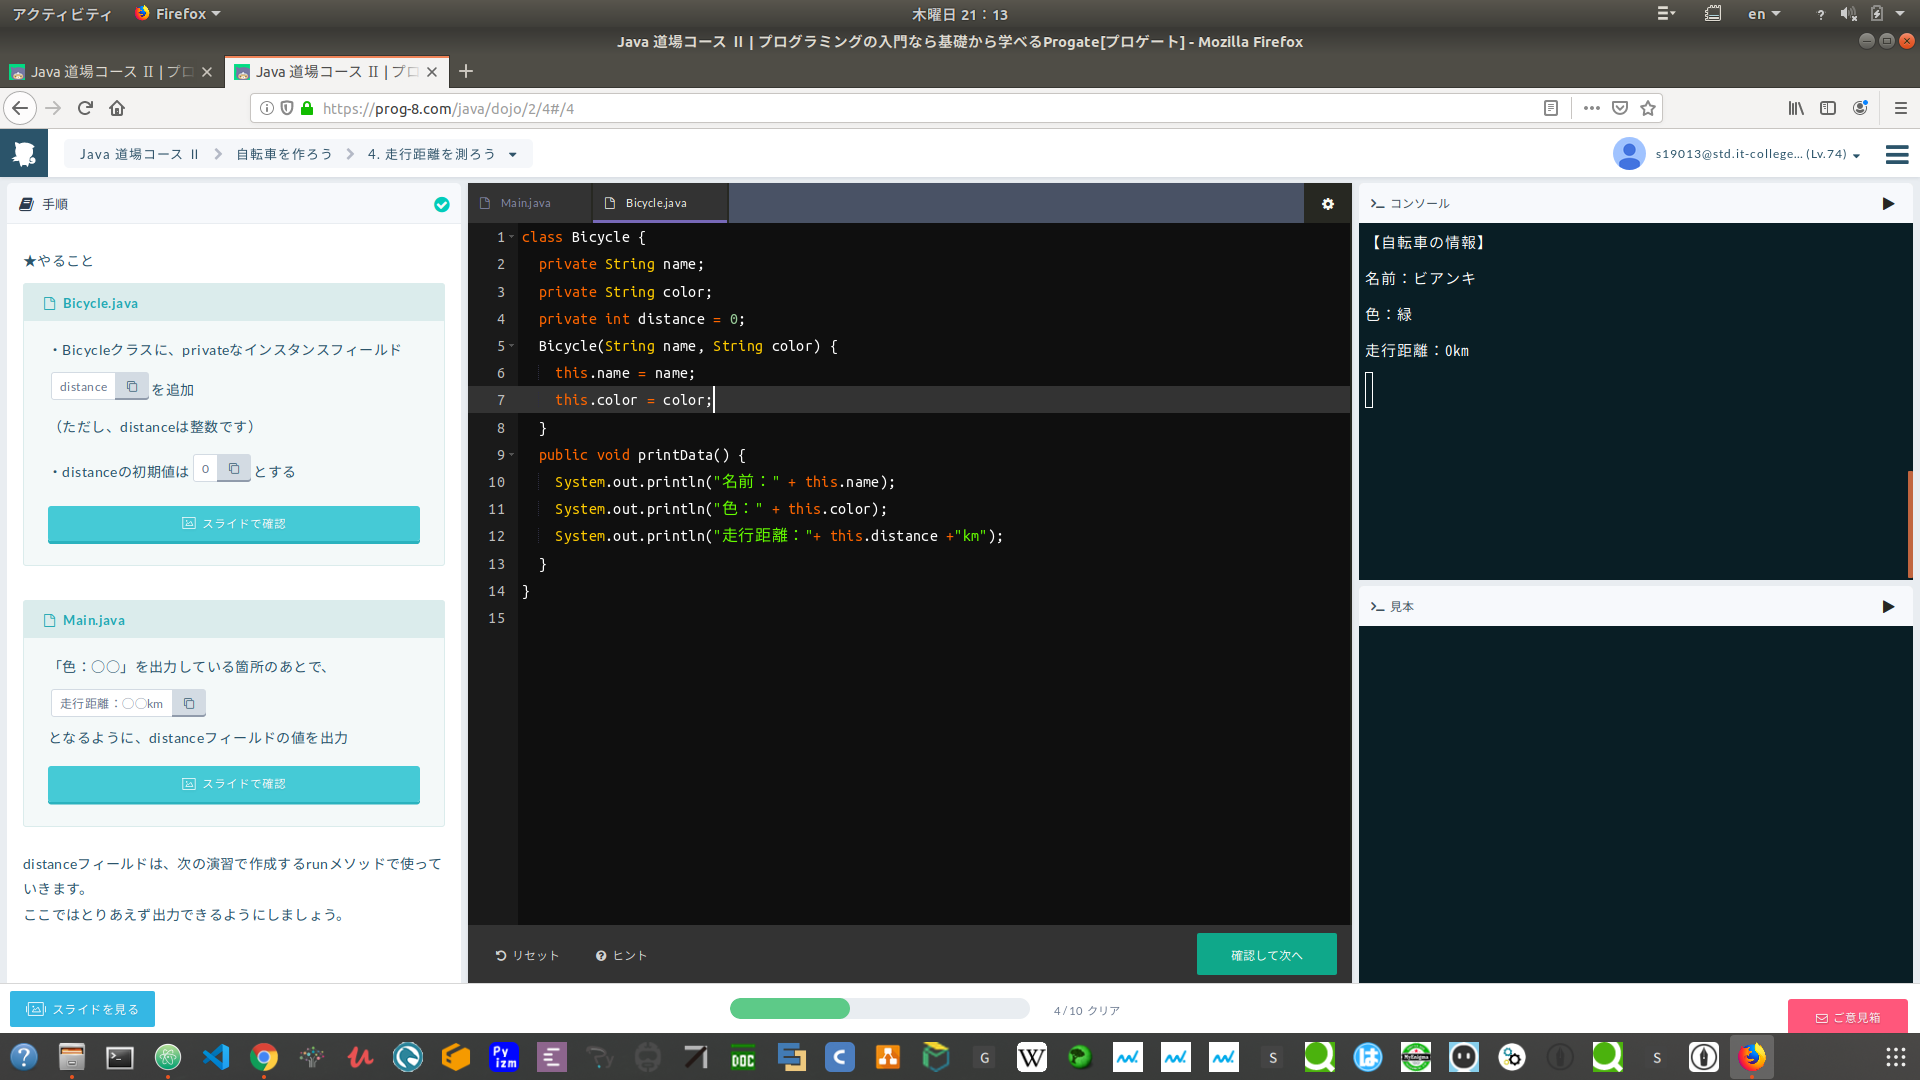 アクティビティ
Firefox
木曜日 21：13
en
Java 道場コース Ⅱ | プログラミングの入門なら基礎から学べるProgate[プロゲート] - Mozilla Firefox
Java 道場コース Ⅱ | プロ
Java 道場コース Ⅱ | プロ
https://prog-8.com/java/dojo/2/4#/4
Java 道場コース Ⅱ
自転車を作ろう
4. 走行距離を測ろう
s19013@std.it-college... (Lv.74)
手順
★やること
Bicycle.java
・Bicycleクラスに、privateなインスタンスフィールド
distance を追加
（ただし、distanceは整数です）
・distanceの初期値は 0 とする
スライドで確認
Main.java
「色：〇〇」を出力している箇所のあとで、
走行距離：〇〇km
となるように、distanceフィールドの値を出力
スライドで確認
distanceフィールドは、次の演習で作成するrunメソッドで使って
いきます。
ここではとりあえず出力できるようにしましょう。
スライドを見る
Main.java
Bicycle.java
1 class Bicycle {
2 private String name;
3 private String color;
4 private int distance = 0;
5 Bicycle(String name, String color) {
6 this.name = name;
7 this.color = color;
8 }
9 public void printData() {
10 System.out.println("名前：" + this.name);
11 System.out.println("色：" + this.color);
12 System.out.println("走行距離："+ this.distance +"km");
13 }
14 }
15
リセット
ヒント
確認して次へ
コンソール
【自転車の情報】
名前：ビアンキ
色：緑
走行距離：0km
見本
4 / 10 クリア
ご意見箱
Py
izm
DOC
C
G
W
S
は
MyEnigma
S